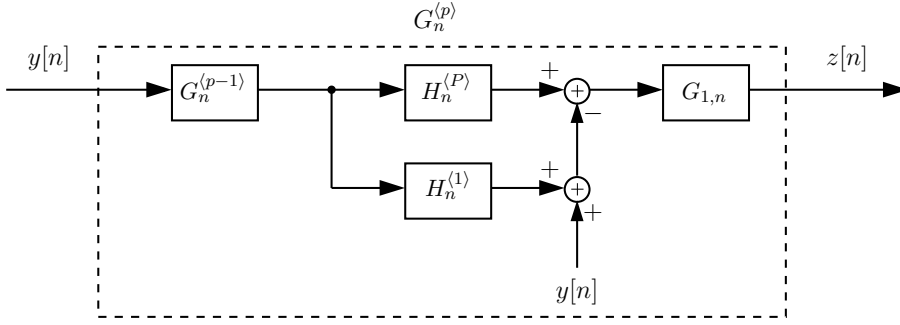 G_n^{⟨p⟩}
y[n]
z[n]
G_n^{⟨p−1⟩}
H_n^{⟨P⟩}
+
+
−
G_{1,n}
H_n^{⟨1⟩}
+
+
+
y[n]